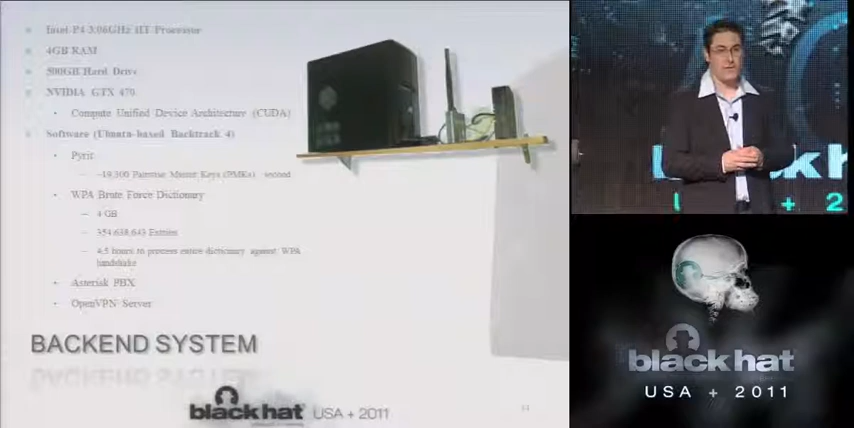 Intel P4 3.06GHz HT Processor
4GB RAM
500GB Hard Drive
NVIDIA GTX 470
Compute Unified Device Architecture (CUDA)
Software (Ubuntu-based Backtrack 4)
Pyrit
~19,300 Pairwise Master Keys (PMKs) second
WPA Brute Force Dictionary
4 GB
354,638,643 Entries
4.5 hours to process entire dictionary against WPA
handshake
Asterisk PBX
OpenVPN Server
BACKEND SYSTEM
black hat USA + 2011
black hat
USA + 2011